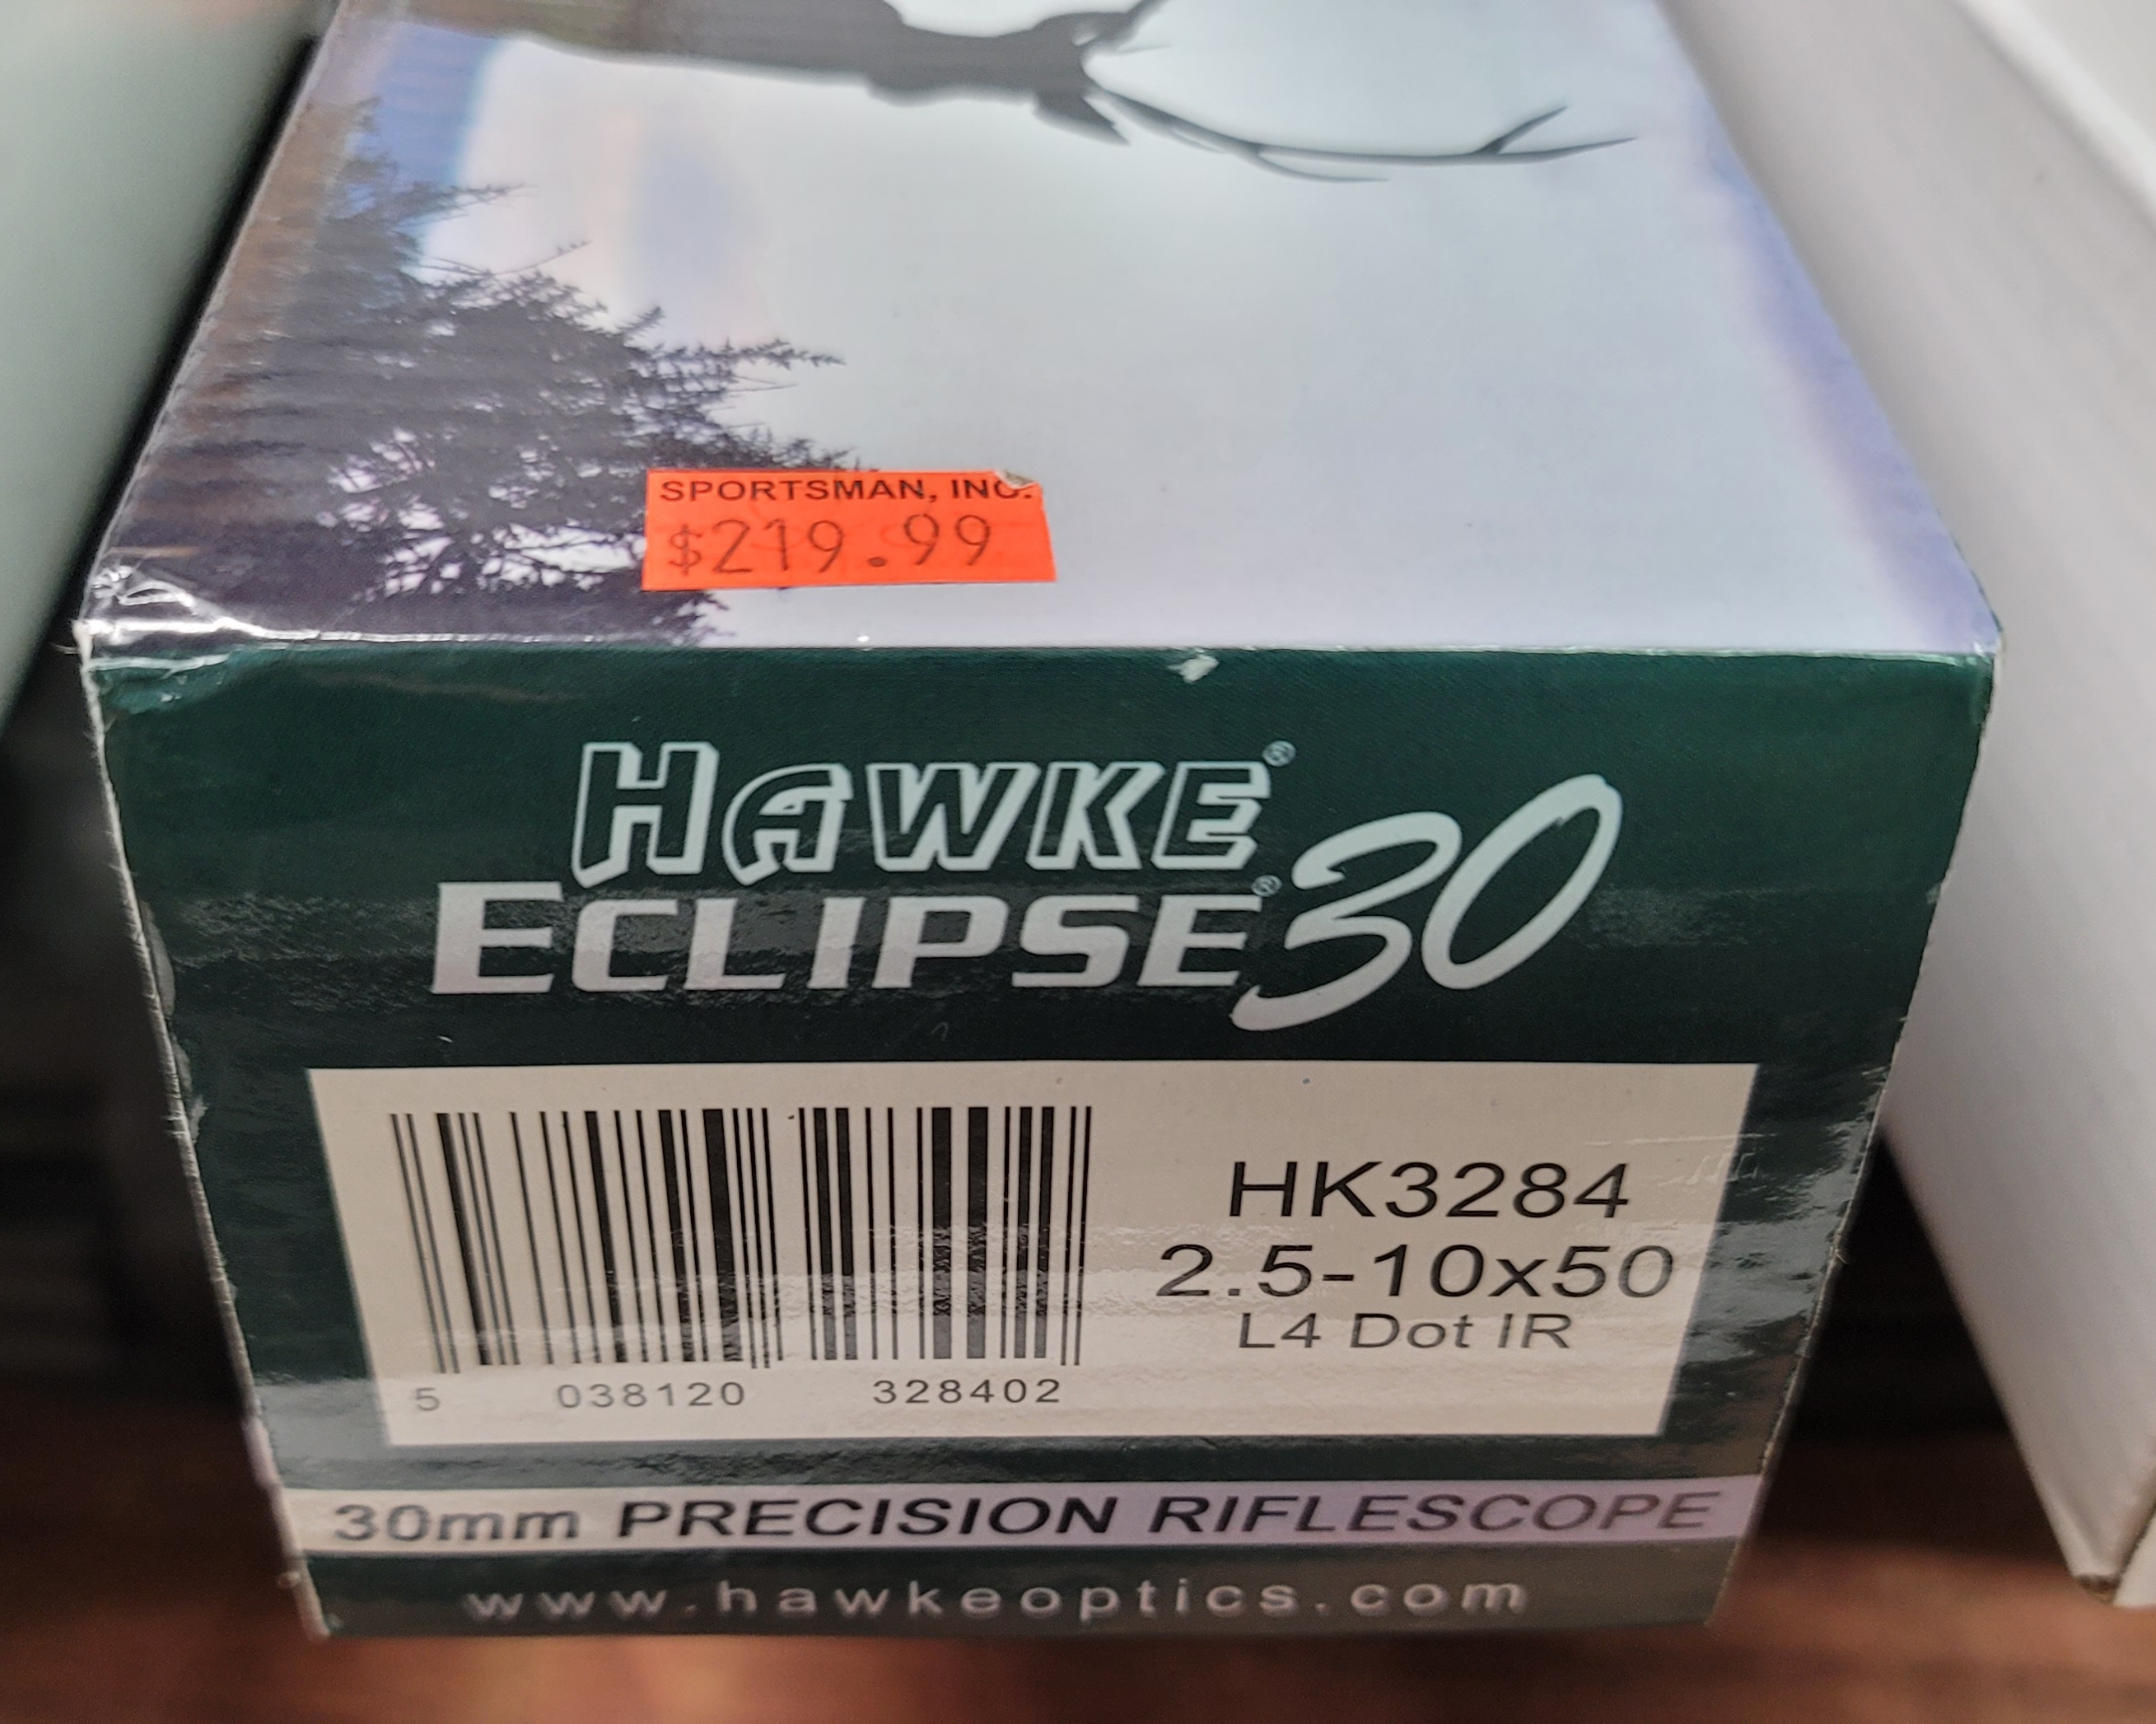 SPORTSMAN, INC.
$219.99
HAWKE®
ECLIPSE®30
HK3284
2.5-10x50
L4 Dot IR
5 038120 328402
30mm PRECISION RIFLESCOPE
www.hawkeoptics.com